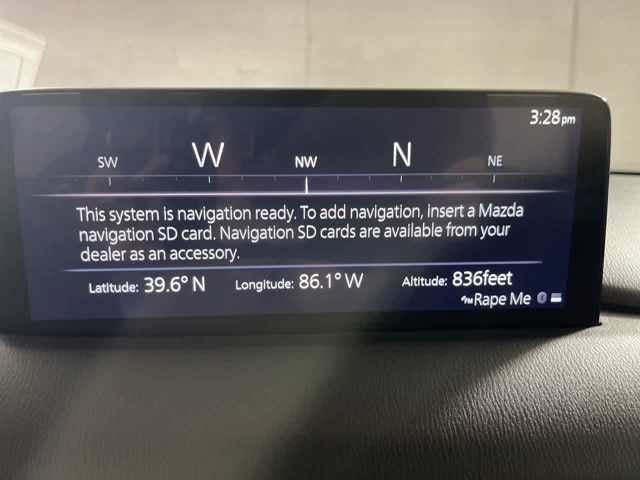 3:28pm
SW W NW N NE
This system is navigation ready. To add navigation, insert a Mazda
navigation SD card. Navigation SD cards are available from your
dealer as an accessory.
Latitude: 39.6° N Longitude: 86.1° W Altitude: 836feet
Rape Me